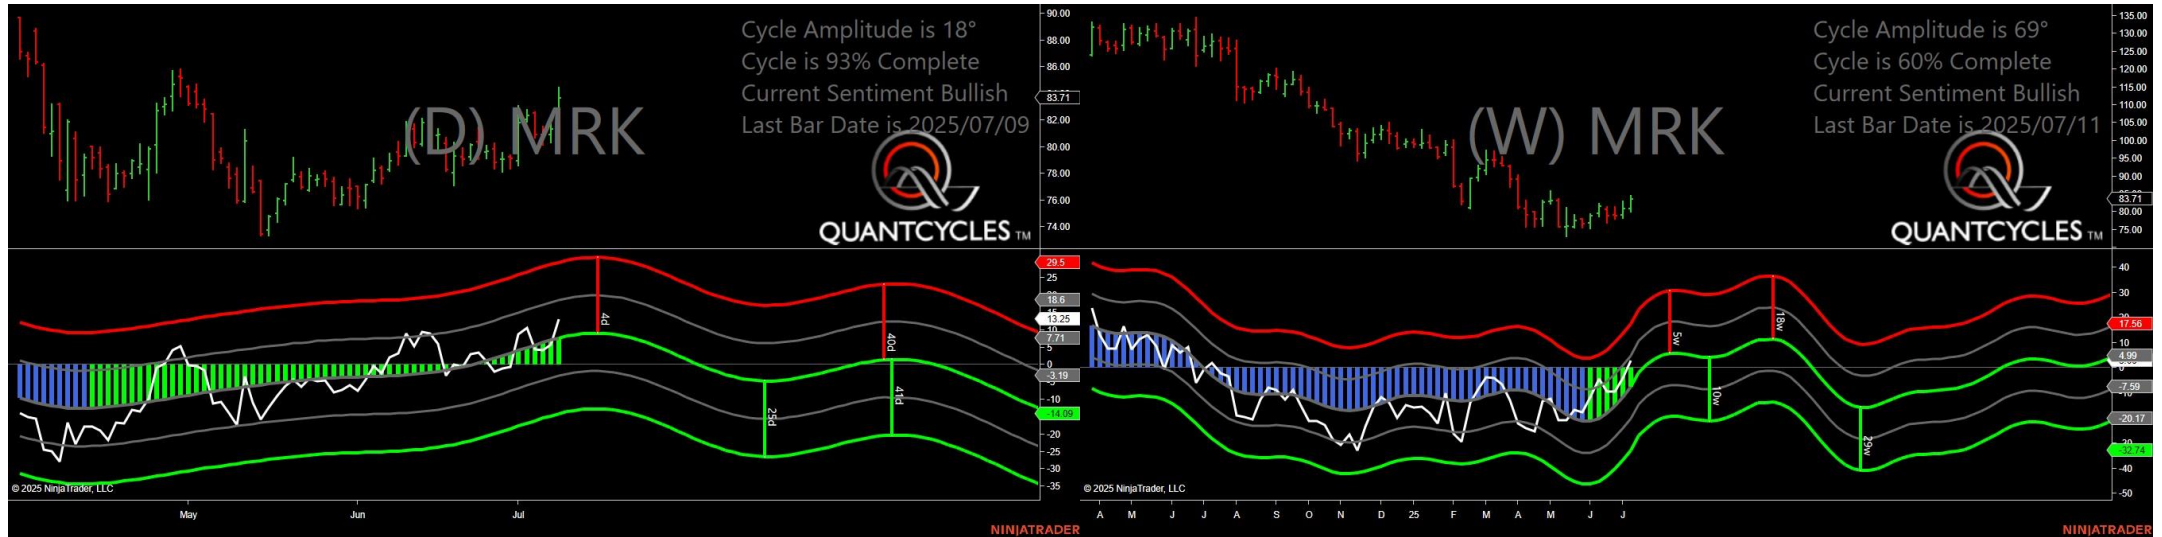 Cycle Amplitude is 18°
Cycle is 93% Complete
Current Sentiment Bullish
Last Bar Date is 2025/07/09
(D) MRK
QUANTCYCLES TM
90.00
88.00
86.00
83.71
82.00
80.00
78.00
76.00
74.00
29.5
25
18.6
13.25
10
7.71
5
0
-3.19
-10
-14.09
-20
-25
-30
-35
4d
25d
40d
41d
© 2025 NinjaTrader, LLC
May Jun Jul
NINJATRADER
Cycle Amplitude is 69°
Cycle is 60% Complete
Current Sentiment Bullish
Last Bar Date is 2025/07/11
(W) MRK
QUANTCYCLES TM
135.00
130.00
125.00
120.00
115.00
110.00
105.00
100.00
95.00
90.00
83.71
80.00
75.00
40
30
17.56
4.99
-7.59
-20.17
-32.74
-40
-50
5w
10w
18w
29w
© 2025 NinjaTrader, LLC
A M J J A S O N D 25 F M A M J J
NINJATRADER